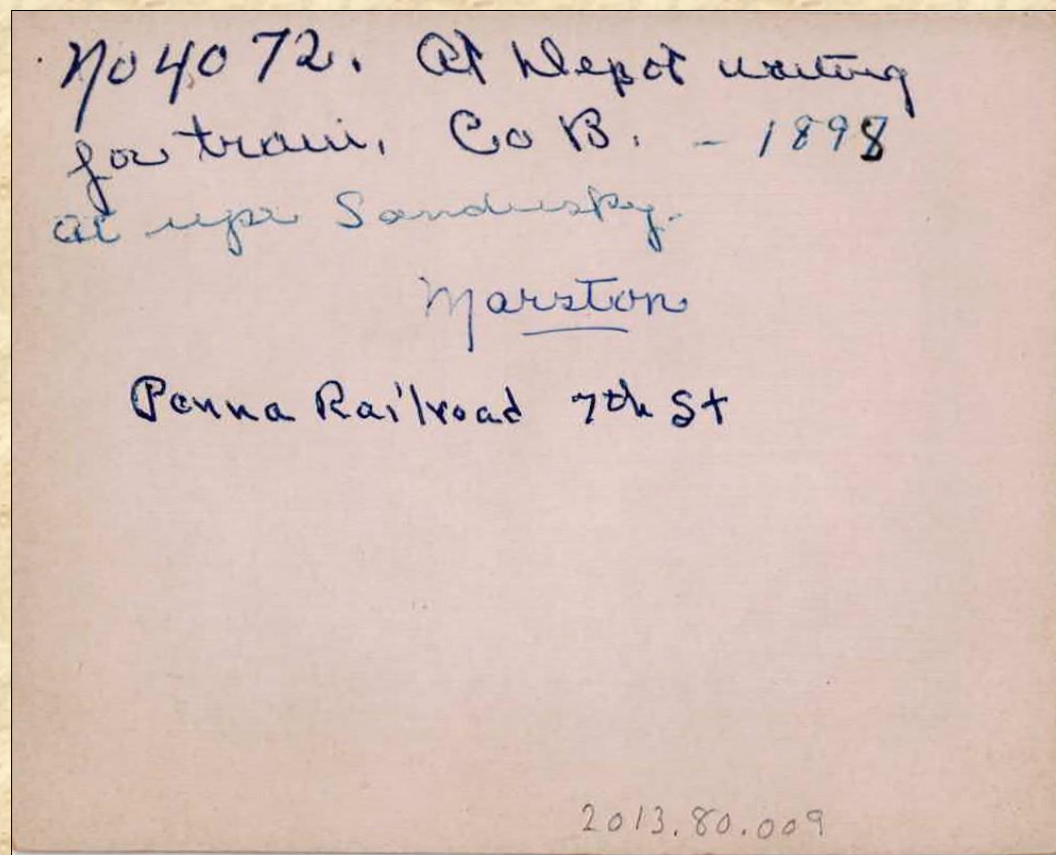 No 4072. At Depot waiting
for train, Co B. - 1898
at upr Sandusky.
Marston
Penna Railroad 7th St
2013.80.009